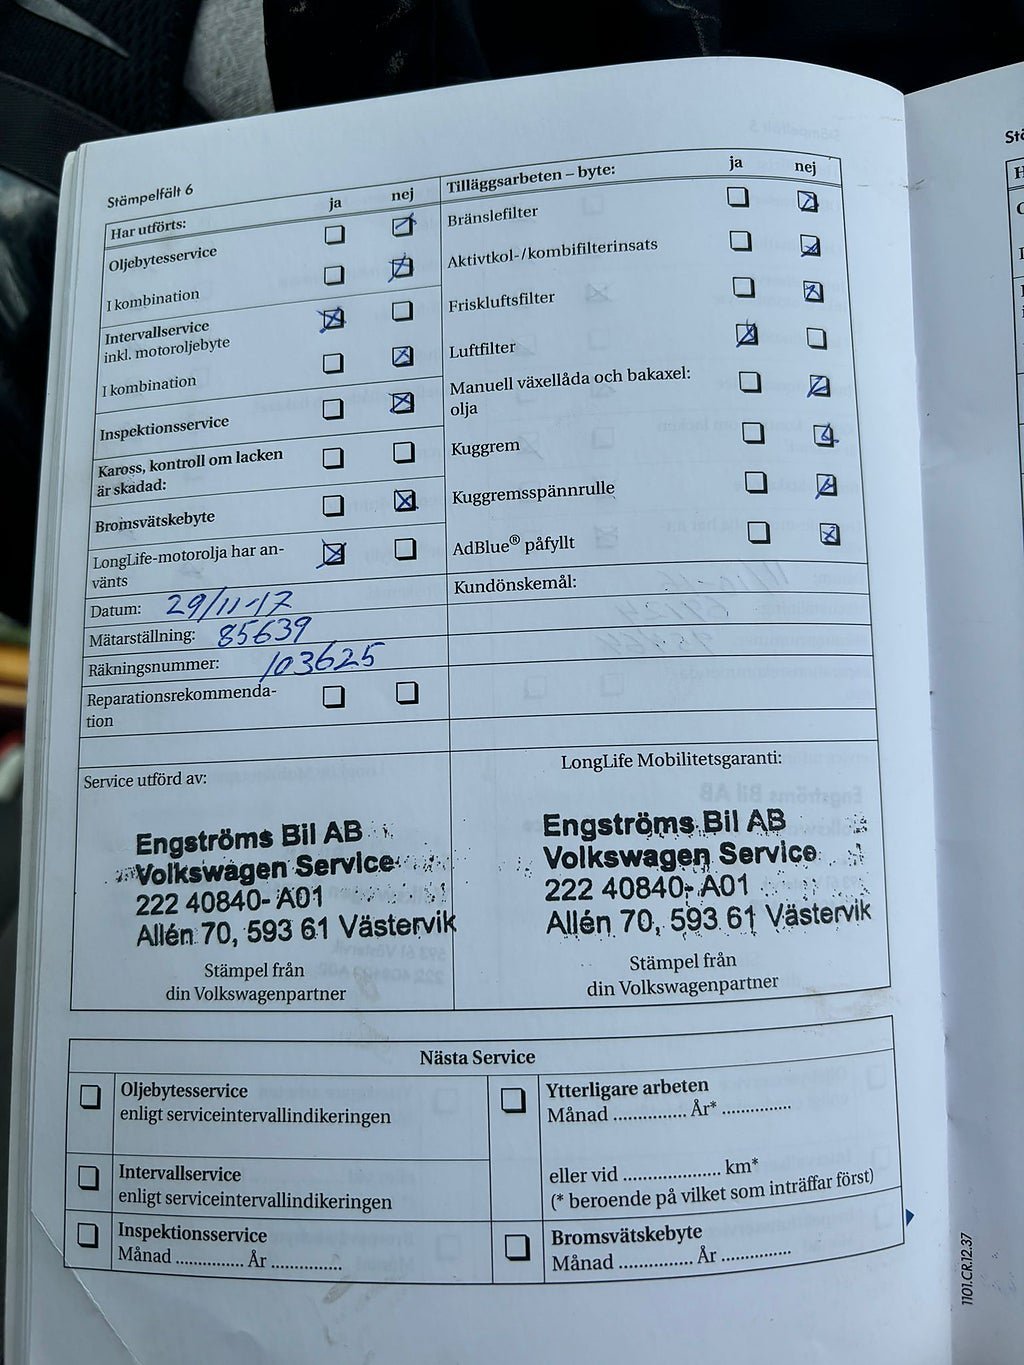 Stämpelfält 6
Har utförts: ja nej
Oljebytesservice
I kombination
Intervallservice
inkl. motoroljebyte
I kombination
Inspektionsservice
Kaross, kontroll om lacken
är skadad:
Bromsvätskebyte
LongLife-motorolja har an-
vänts
Datum: 29/11-17
Mätarställning: 85639
Räkningsnummer: 103625
Reparationsrekommenda-
tion
Tilläggsarbeten – byte: ja nej
Bränslefilter
Aktivtkol-/kombifilterinsats
Friskluftsfilter
Luftfilter
Manuell växellåda och bakaxel:
olja
Kuggrem
Kuggremsspännrulle
AdBlue® påfyllt
Kundönskemål:
Service utförd av:
Engströms Bil AB
Volkswagen Service
222 40840- A01
Allén 70, 593 61 Västervik
Stämpel från
din Volkswagenpartner
LongLife Mobilitetsgaranti:
Engströms Bil AB
Volkswagen Service
222 40840- A01
Allén 70, 593 61 Västervik
Stämpel från
din Volkswagenpartner
Nästa Service
Oljebytesservice
enligt serviceintervallindikeringen
Intervallservice
enligt serviceintervallindikeringen
Inspektionsservice
Månad ............... År ...............
Ytterligare arbeten
Månad ............... År* ...............
eller vid ..................... km*
(* beroende på vilket som inträffar först)
Bromsvätskebyte
Månad ............... År ...............
1101.CR.12.37